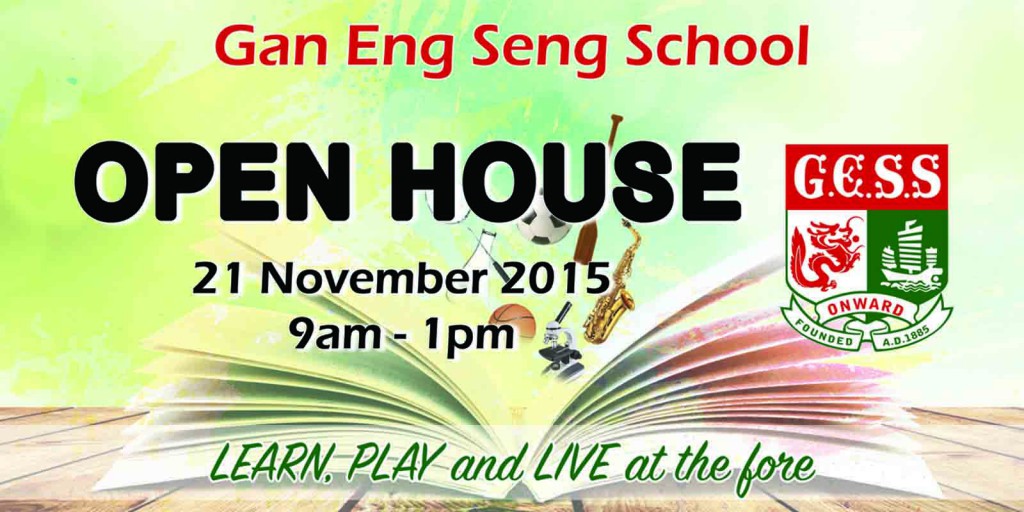 Gan Eng Seng School
OPEN HOUSE
G.E.S.S
21 November 2015
9am - 1pm
ONWARD
FOUNDED A.D.1885
LEARN, PLAY and LIVE at the fore